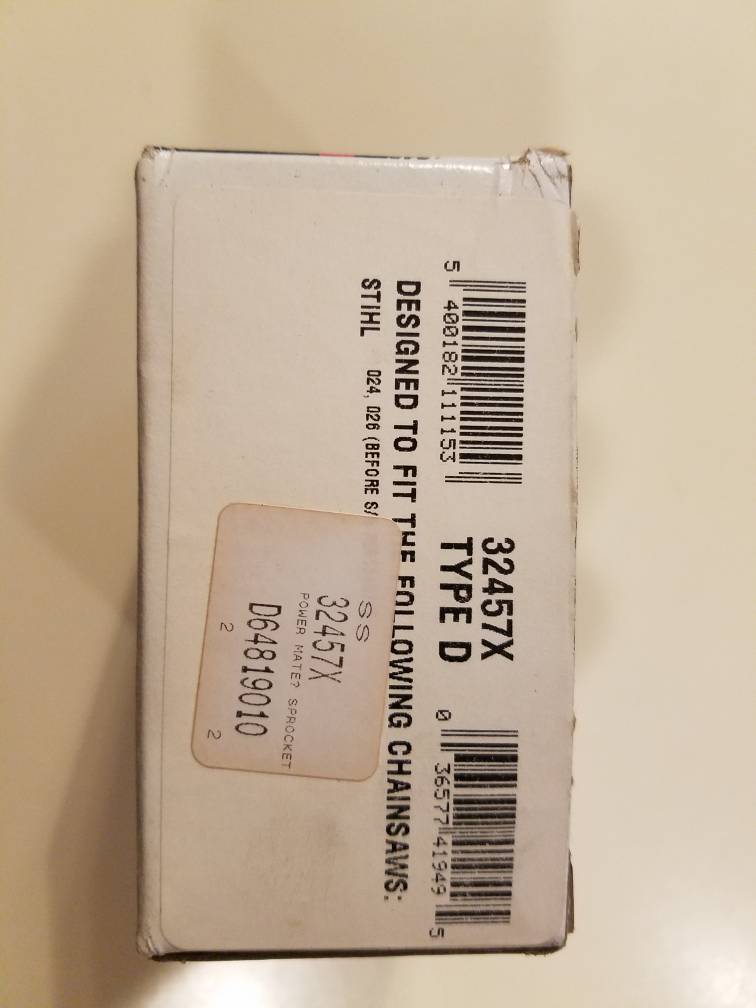 32457X
TYPE D
5 400182 111153
0 36577 41949 5
DESIGNED TO FIT THE FOLLOWING CHAINSAWS:
STIHL 024, 026 (BEFORE
SS
32457X
POWER MATE? SPROCKET
D64819010
2 2